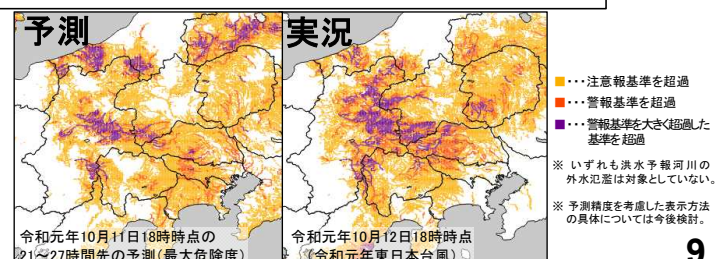 予測
実況
■・・・注意報基準を超過
■・・・警報基準を超過
■・・・警報基準を大きく超過した
基準を超過
※ いずれも洪水予報河川の
外水氾濫は対象としていない。
※ 予測精度を考慮した表示方法
の具体については今後検討。
令和元年10月11日18時時点の
21～27時間先の予測(最大危険度)
令和元年10月12日18時時点
(令和元年東日本台風)
9